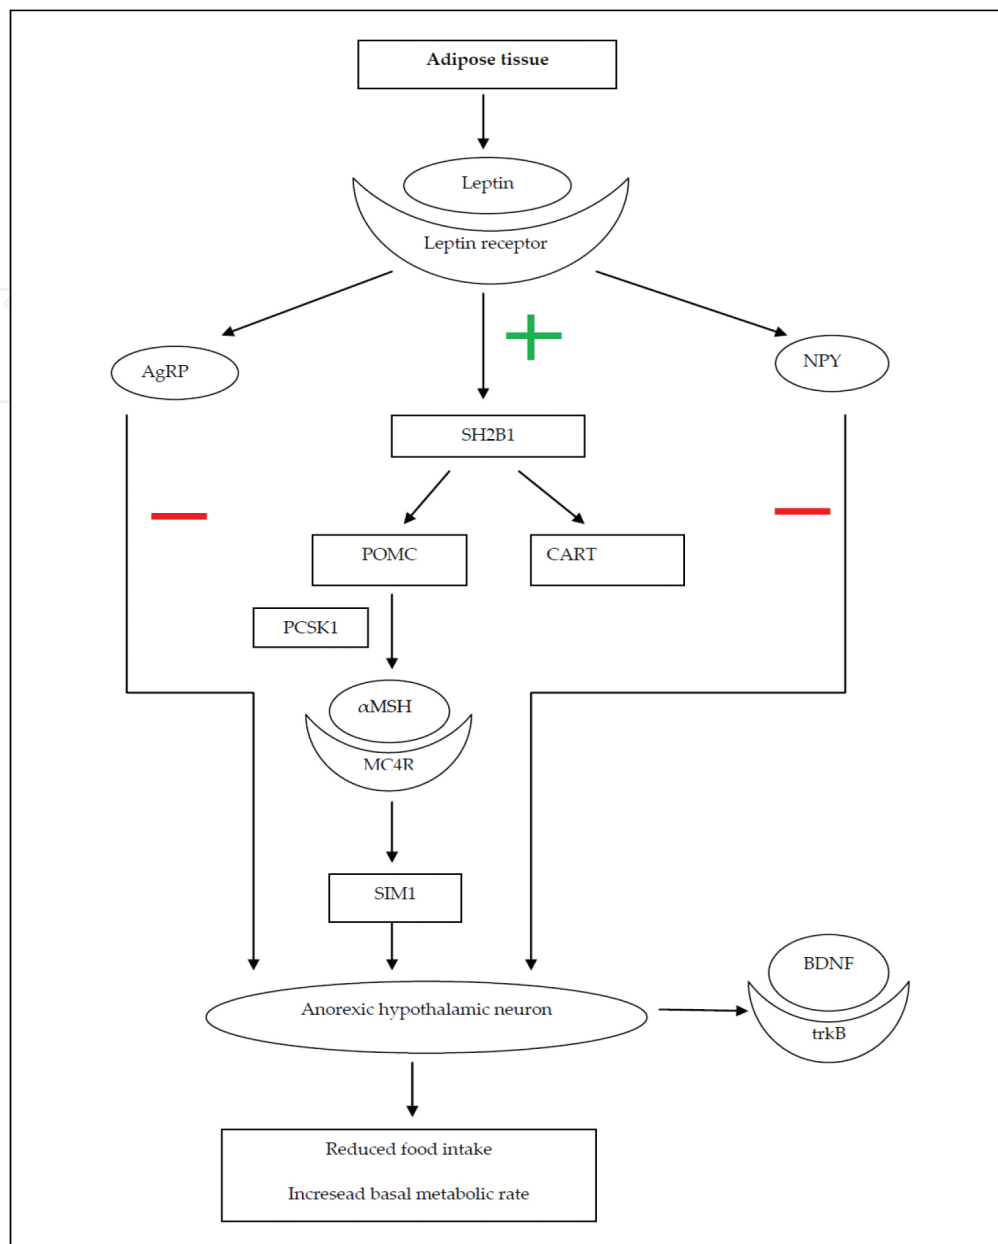 Adipose tissue
Leptin
Leptin receptor
AgRP
NPY
SH2B1
POMC
CART
PCSK1
αMSH
MC4R
SIM1
BDNF
Anorexic hypothalamic neuron
trkB
Reduced food intake
Incresead basal metabolic rate